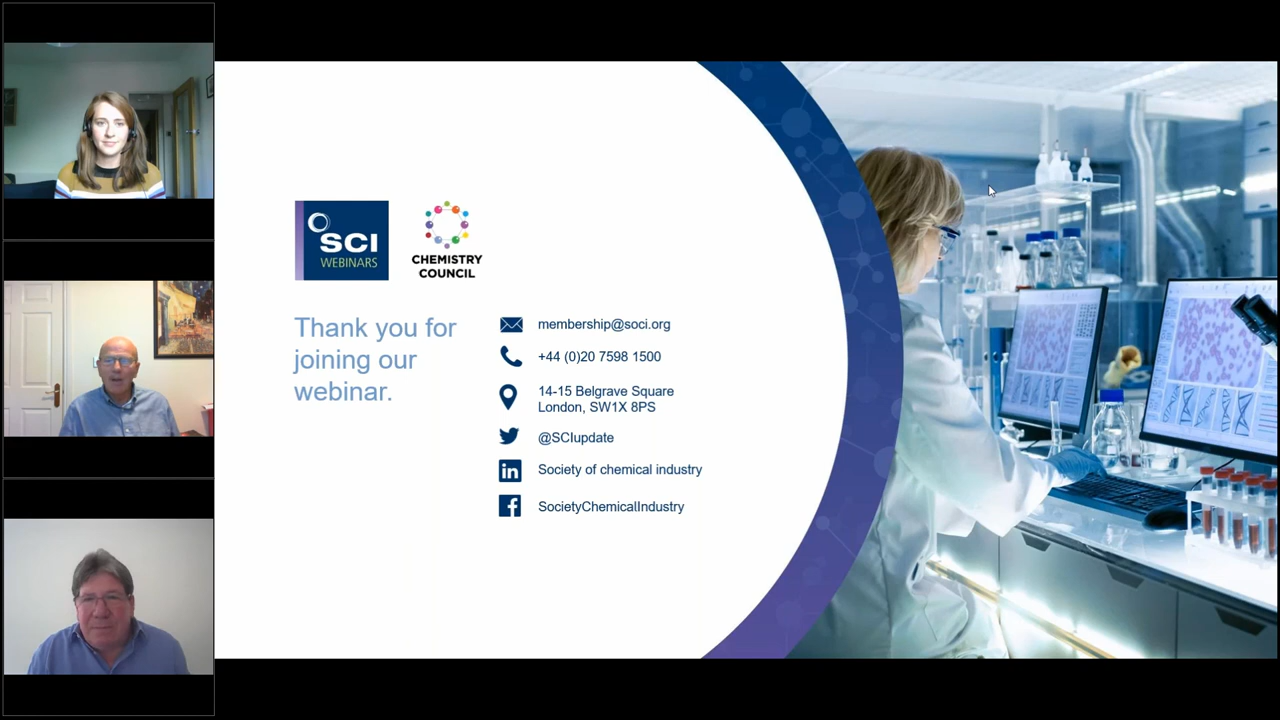 SCI
WEBINARS
CHEMISTRY
COUNCIL
Thank you for
joining our
webinar.
membership@soci.org
+44 (0)20 7598 1500
14-15 Belgrave Square
London, SW1X 8PS
@SCIupdate
Society of chemical industry
SocietyChemicalIndustry